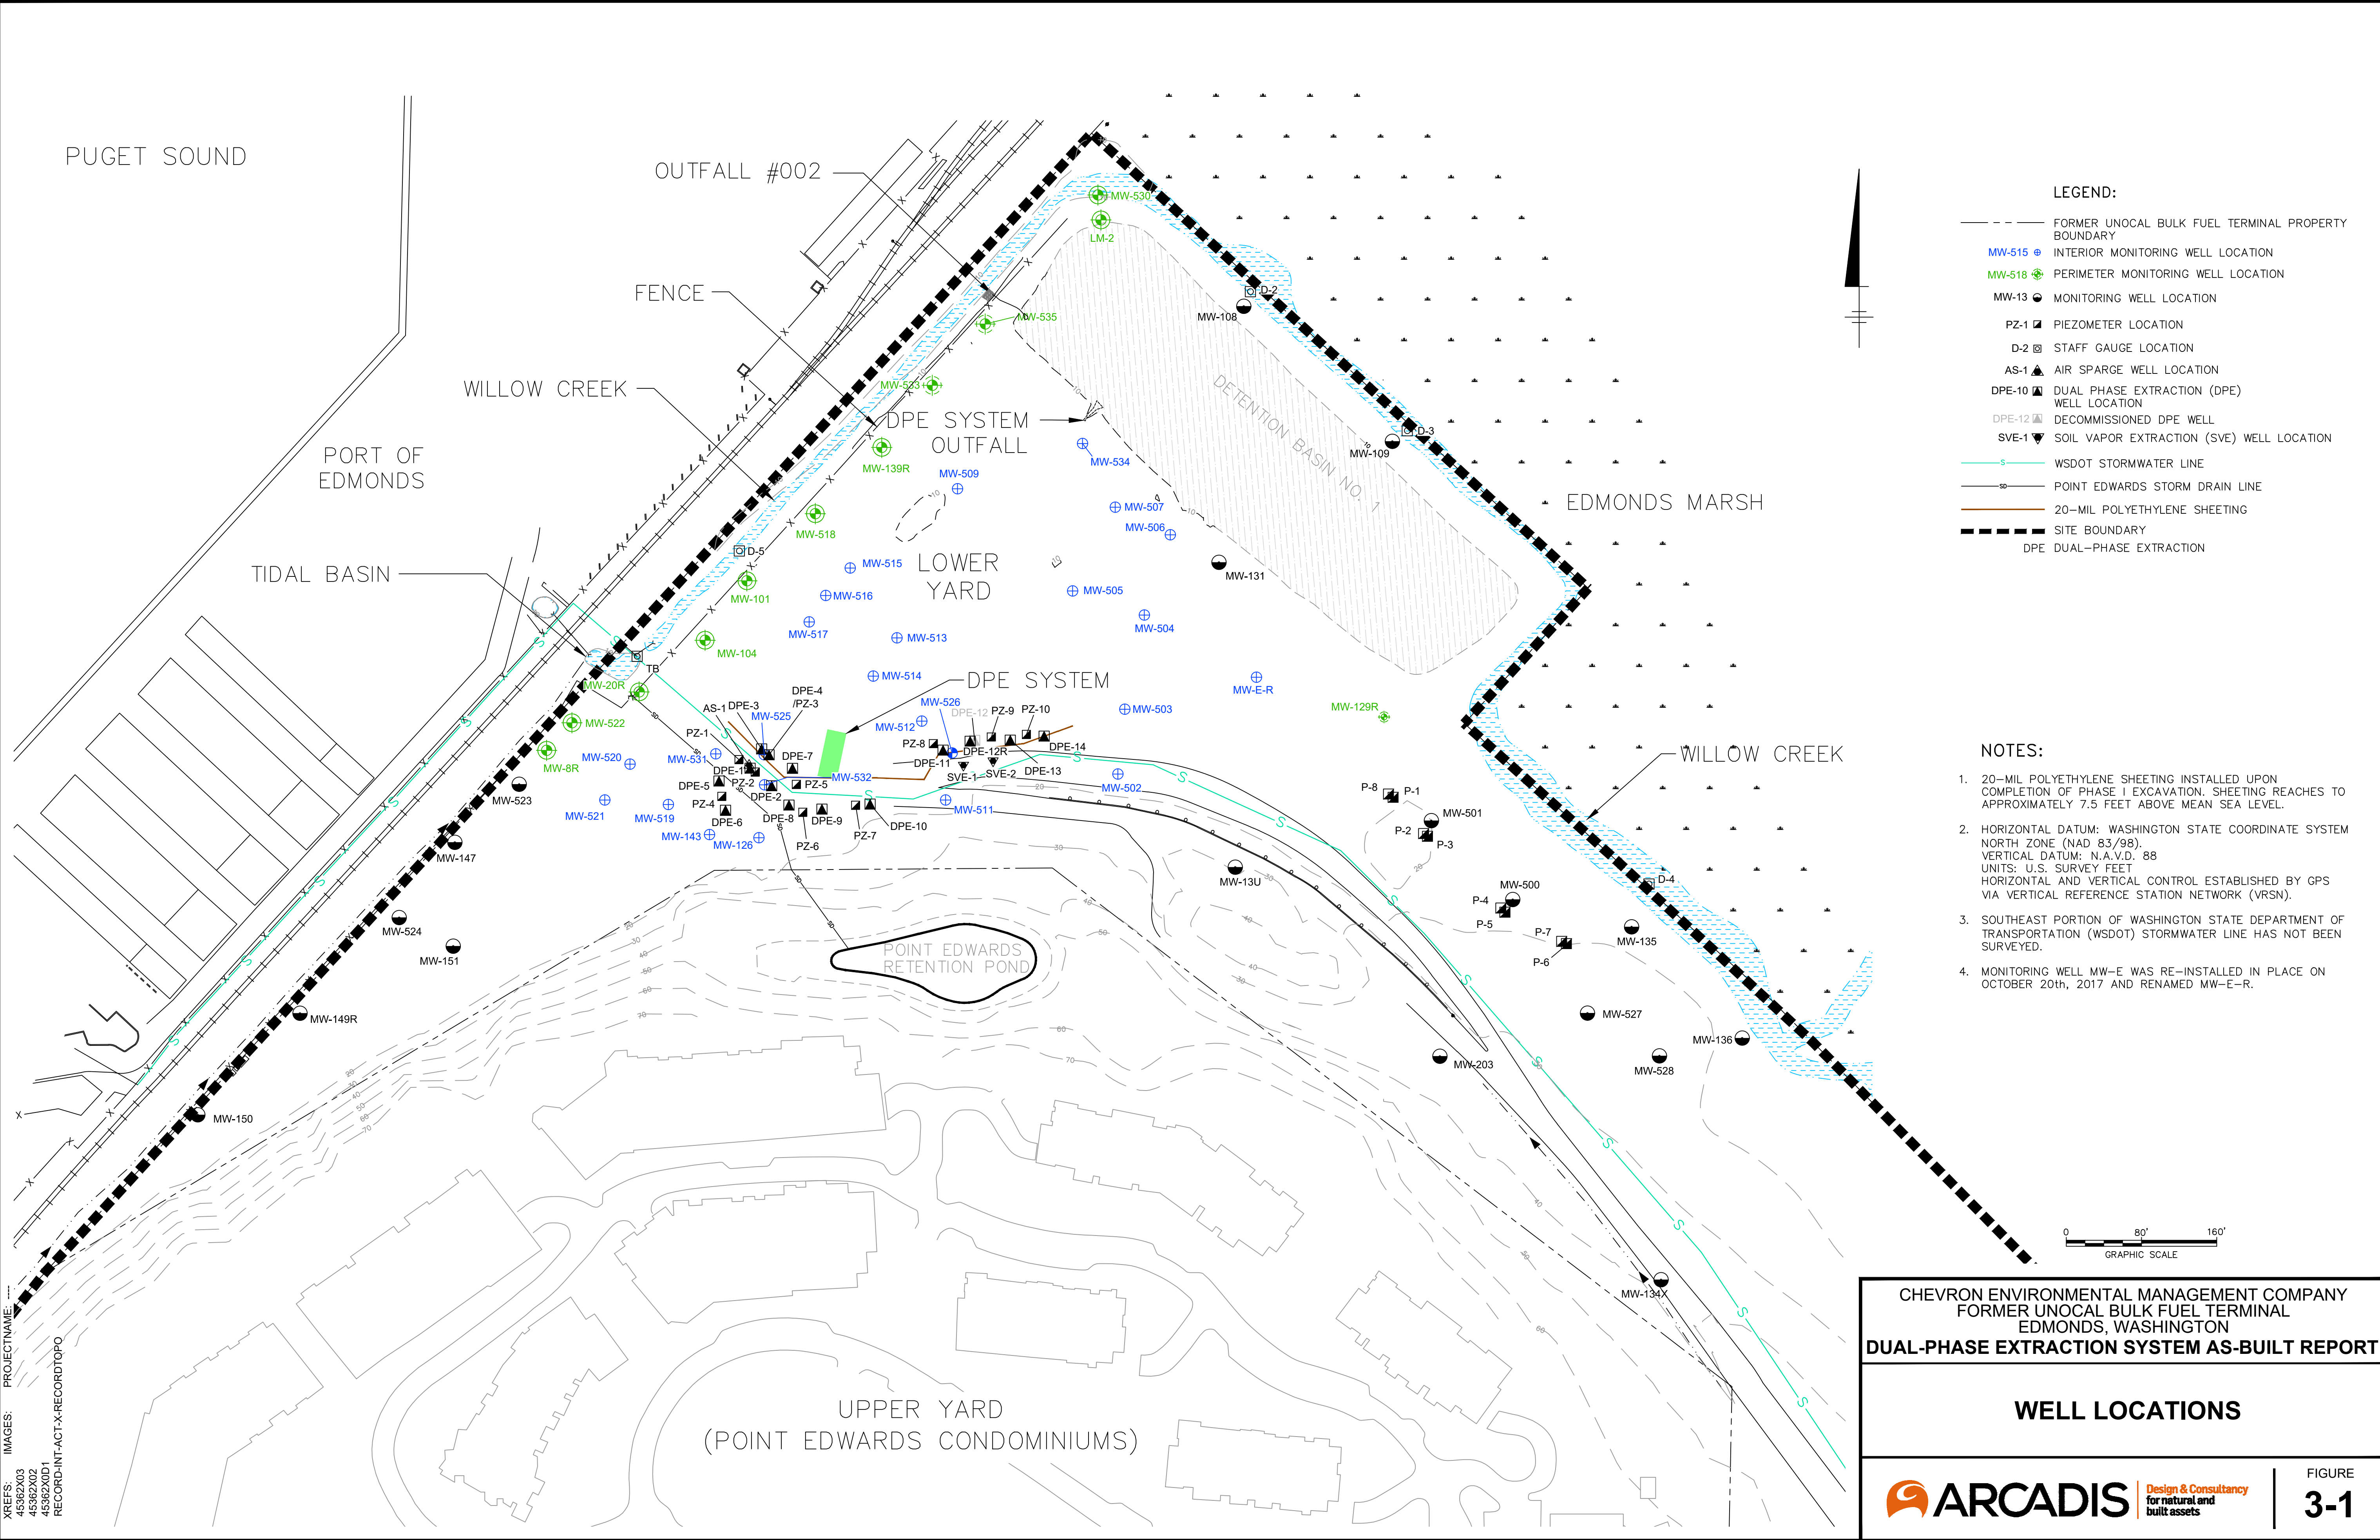 PUGET SOUND
OUTFALL #002
FENCE
WILLOW CREEK
PORT OF
EDMONDS
TIDAL BASIN
DPE SYSTEM
OUTFALL
LOWER
YARD
DPE SYSTEM
DETENTION BASIN NO. 1
EDMONDS MARSH
WILLOW CREEK
POINT EDWARDS
RETENTION POND
UPPER YARD
(POINT EDWARDS CONDOMINIUMS)
MW-530
LM-2
MW-535
MW-533
MW-139R
MW-518
MW-101
MW-104
MW-20R
MW-522
MW-8R
MW-129R
D-2
MW-108
D-3
MW-109
MW-534
MW-509
MW-507
MW-506
D-5
MW-515
MW-516
MW-517
MW-513
MW-514
MW-505
MW-504
MW-131
MW-E-R
MW-503
MW-502
TB
AS-1
DPE-3
DPE-4
/PZ-3
MW-525
PZ-1
MW-526
DPE-12
PZ-9
PZ-10
MW-512
PZ-8
DPE-11
DPE-12R
DPE-14
DPE-13
SVE-1
SVE-2
MW-520
MW-531
DPE-7
DPE-1
PZ-2
PZ-5
MW-532
DPE-5
PZ-4
DPE-2
DPE-6
DPE-8
PZ-6
DPE-9
PZ-7
DPE-10
MW-511
MW-521
MW-519
MW-143
MW-126
MW-523
MW-147
MW-524
MW-151
MW-149R
MW-150
P-8
P-1
MW-501
P-2
P-3
MW-13U
MW-500
P-4
P-5
P-7
P-6
D-4
MW-135
MW-527
MW-136
MW-528
MW-203
MW-134X
LEGEND:
FORMER UNOCAL BULK FUEL TERMINAL PROPERTY
BOUNDARY
MW-515 INTERIOR MONITORING WELL LOCATION
MW-518 PERIMETER MONITORING WELL LOCATION
MW-13 MONITORING WELL LOCATION
PZ-1 PIEZOMETER LOCATION
D-2 STAFF GAUGE LOCATION
AS-1 AIR SPARGE WELL LOCATION
DPE-10 DUAL PHASE EXTRACTION (DPE)
WELL LOCATION
DPE-12 DECOMMISSIONED DPE WELL
SVE-1 SOIL VAPOR EXTRACTION (SVE) WELL LOCATION
S WSDOT STORMWATER LINE
SD POINT EDWARDS STORM DRAIN LINE
20-MIL POLYETHYLENE SHEETING
SITE BOUNDARY
DPE DUAL-PHASE EXTRACTION
NOTES:
1. 20-MIL POLYETHYLENE SHEETING INSTALLED UPON
COMPLETION OF PHASE I EXCAVATION. SHEETING REACHES TO
APPROXIMATELY 7.5 FEET ABOVE MEAN SEA LEVEL.
2. HORIZONTAL DATUM: WASHINGTON STATE COORDINATE SYSTEM
NORTH ZONE (NAD 83/98).
VERTICAL DATUM: N.A.V.D. 88
UNITS: U.S. SURVEY FEET
HORIZONTAL AND VERTICAL CONTROL ESTABLISHED BY GPS
VIA VERTICAL REFERENCE STATION NETWORK (VRSN).
3. SOUTHEAST PORTION OF WASHINGTON STATE DEPARTMENT OF
TRANSPORTATION (WSDOT) STORMWATER LINE HAS NOT BEEN
SURVEYED.
4. MONITORING WELL MW-E WAS RE-INSTALLED IN PLACE ON
OCTOBER 20th, 2017 AND RENAMED MW-E-R.
0 80' 160'
GRAPHIC SCALE
CHEVRON ENVIRONMENTAL MANAGEMENT COMPANY
FORMER UNOCAL BULK FUEL TERMINAL
EDMONDS, WASHINGTON
DUAL-PHASE EXTRACTION SYSTEM AS-BUILT REPORT
WELL LOCATIONS
ARCADIS
Design & Consultancy
for natural and
built assets
FIGURE
3-1
XREFS: IMAGES: PROJECTNAME: ----
45362X03
45362X02
45362X0D1
RECORD-INT-ACT-X-RECORDTOPO